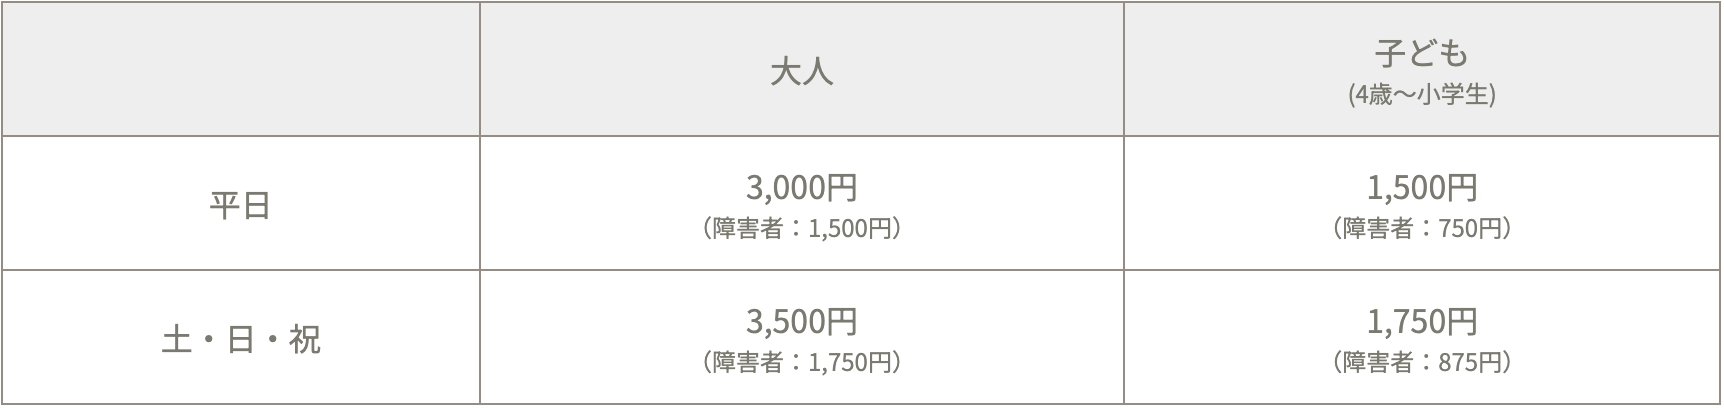 大人
子ども
(4歳〜小学生)
平日
3,000円
（障害者：1,500円）
1,500円
（障害者：750円）
土・日・祝
3,500円
（障害者：1,750円）
1,750円
（障害者：875円）